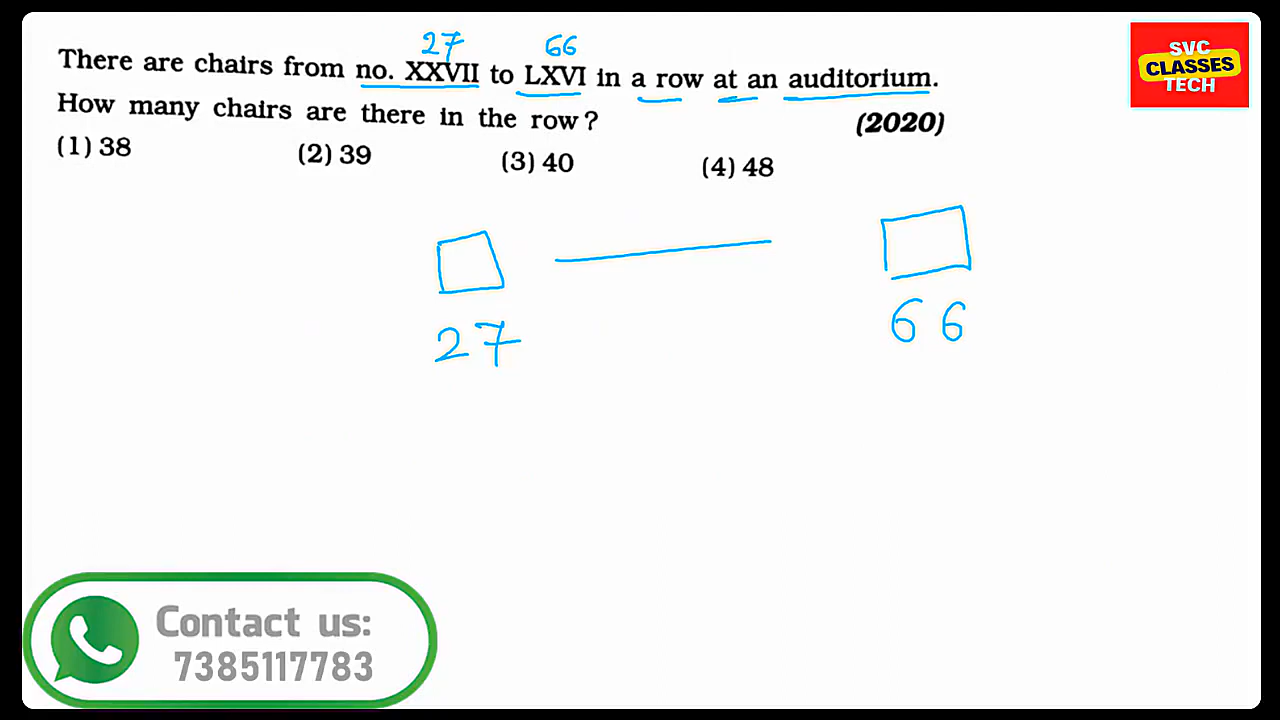 27 66
There are chairs from no. XXVII to LXVI in a row at an auditorium.
How many chairs are there in the row?
(2020)
(1) 38 (2) 39 (3) 40 (4) 48
27 66
SVC
CLASSES
TECH
Contact us:
7385117783